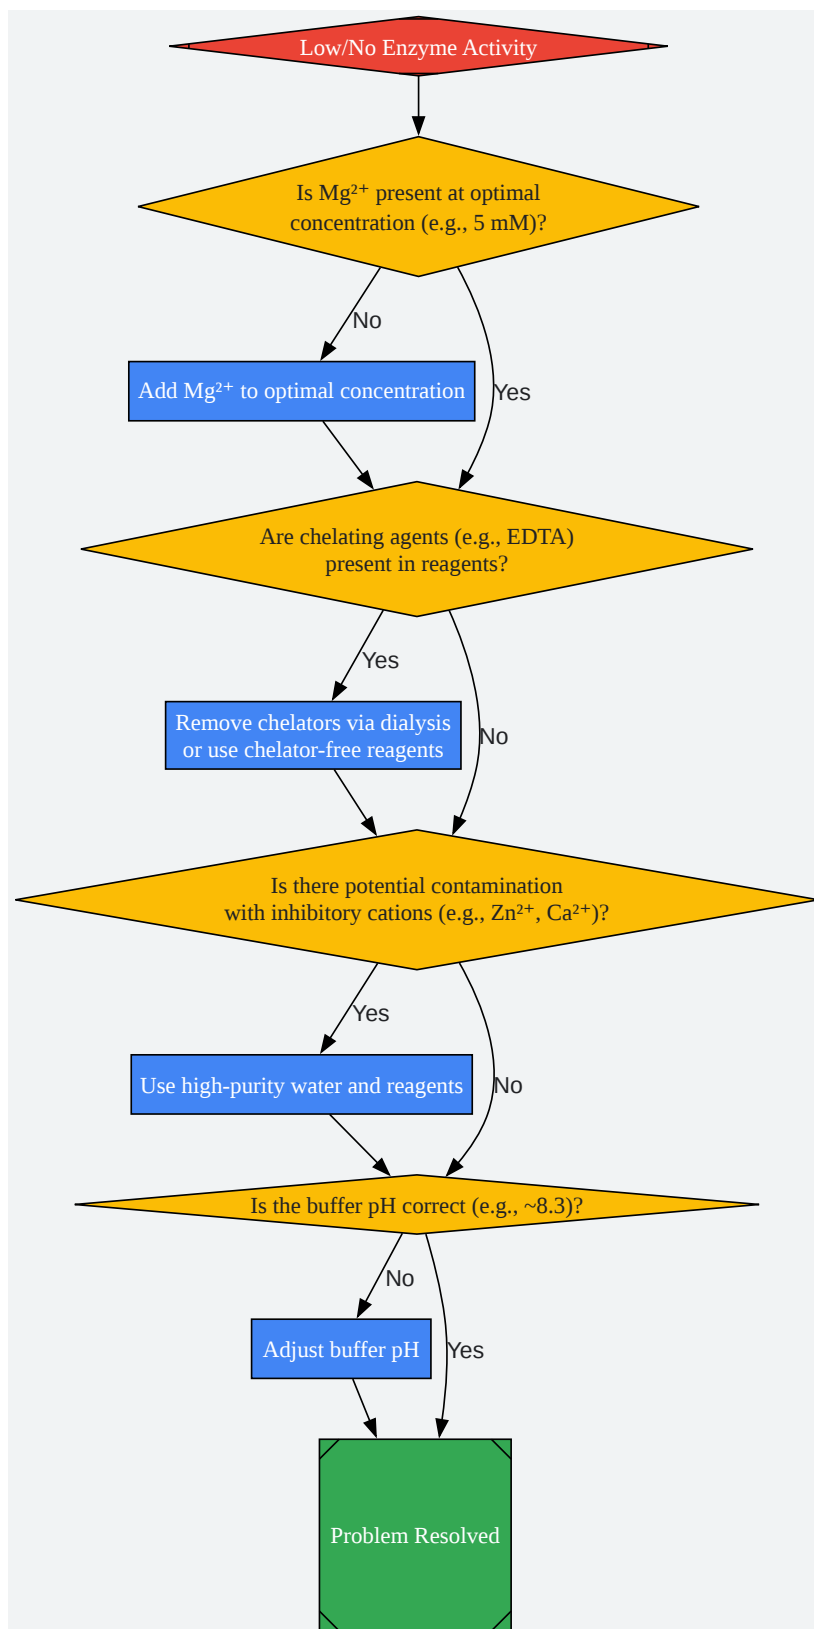 Low/No Enzyme Activity
Is Mg²⁺ present at optimal
concentration (e.g., 5 mM)?
No
Add Mg²⁺ to optimal concentration
Yes
Are chelating agents (e.g., EDTA)
present in reagents?
Yes
Remove chelators via dialysis
or use chelator-free reagents
No
Is there potential contamination
with inhibitory cations (e.g., Zn²⁺, Ca²⁺)?
Yes
Use high-purity water and reagents
No
Is the buffer pH correct (e.g., ~8.3)?
No
Adjust buffer pH
Yes
Problem Resolved